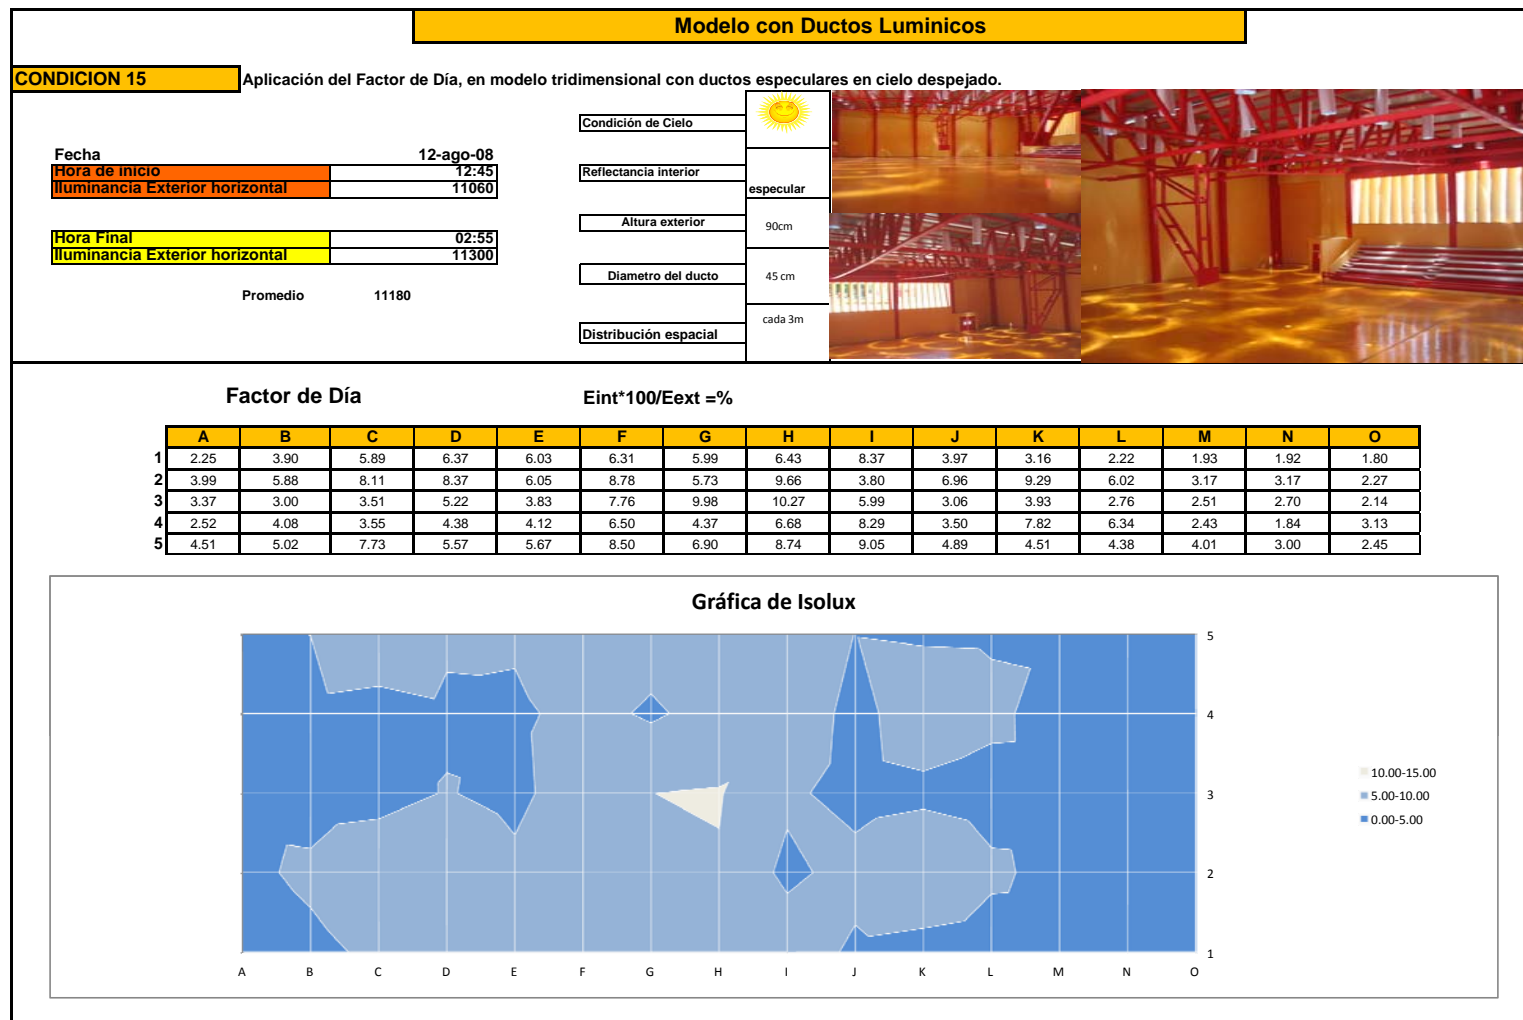 Modelo con Ductos Luminicos
CONDICION 15
Aplicación del Factor de Día, en modelo tridimensional con ductos especulares en cielo despejado.
Condición de Cielo
Fecha 12-ago-08
Hora de inicio 12:45
Iluminancia Exterior horizontal 11060
Reflectancia interior especular
Altura exterior 90cm
Hora Final 02:55
Iluminancia Exterior horizontal 11300
Diametro del ducto 45 cm
Promedio 11180
Distribución espacial cada 3m
Factor de Día Eint*100/Eext =%
A B C D E F G H I J K L M N O
1 2.25 3.90 5.89 6.37 6.03 6.31 5.99 6.43 8.37 3.97 3.16 2.22 1.93 1.92 1.80
2 3.99 5.88 8.11 8.37 6.05 8.78 5.73 9.66 3.80 6.96 9.29 6.02 3.17 3.17 2.27
3 3.37 3.00 3.51 5.22 3.83 7.76 9.98 10.27 5.99 3.06 3.93 2.76 2.51 2.70 2.14
4 2.52 4.08 3.55 4.38 4.12 6.50 4.37 6.68 8.29 3.50 7.82 6.34 2.43 1.84 3.13
5 4.51 5.02 7.73 5.57 5.67 8.50 6.90 8.74 9.05 4.89 4.51 4.38 4.01 3.00 2.45
Gráfica de Isolux
5
4
3
2
1
10.00-15.00
5.00-10.00
0.00-5.00
A B C D E F G H I J K L M N O